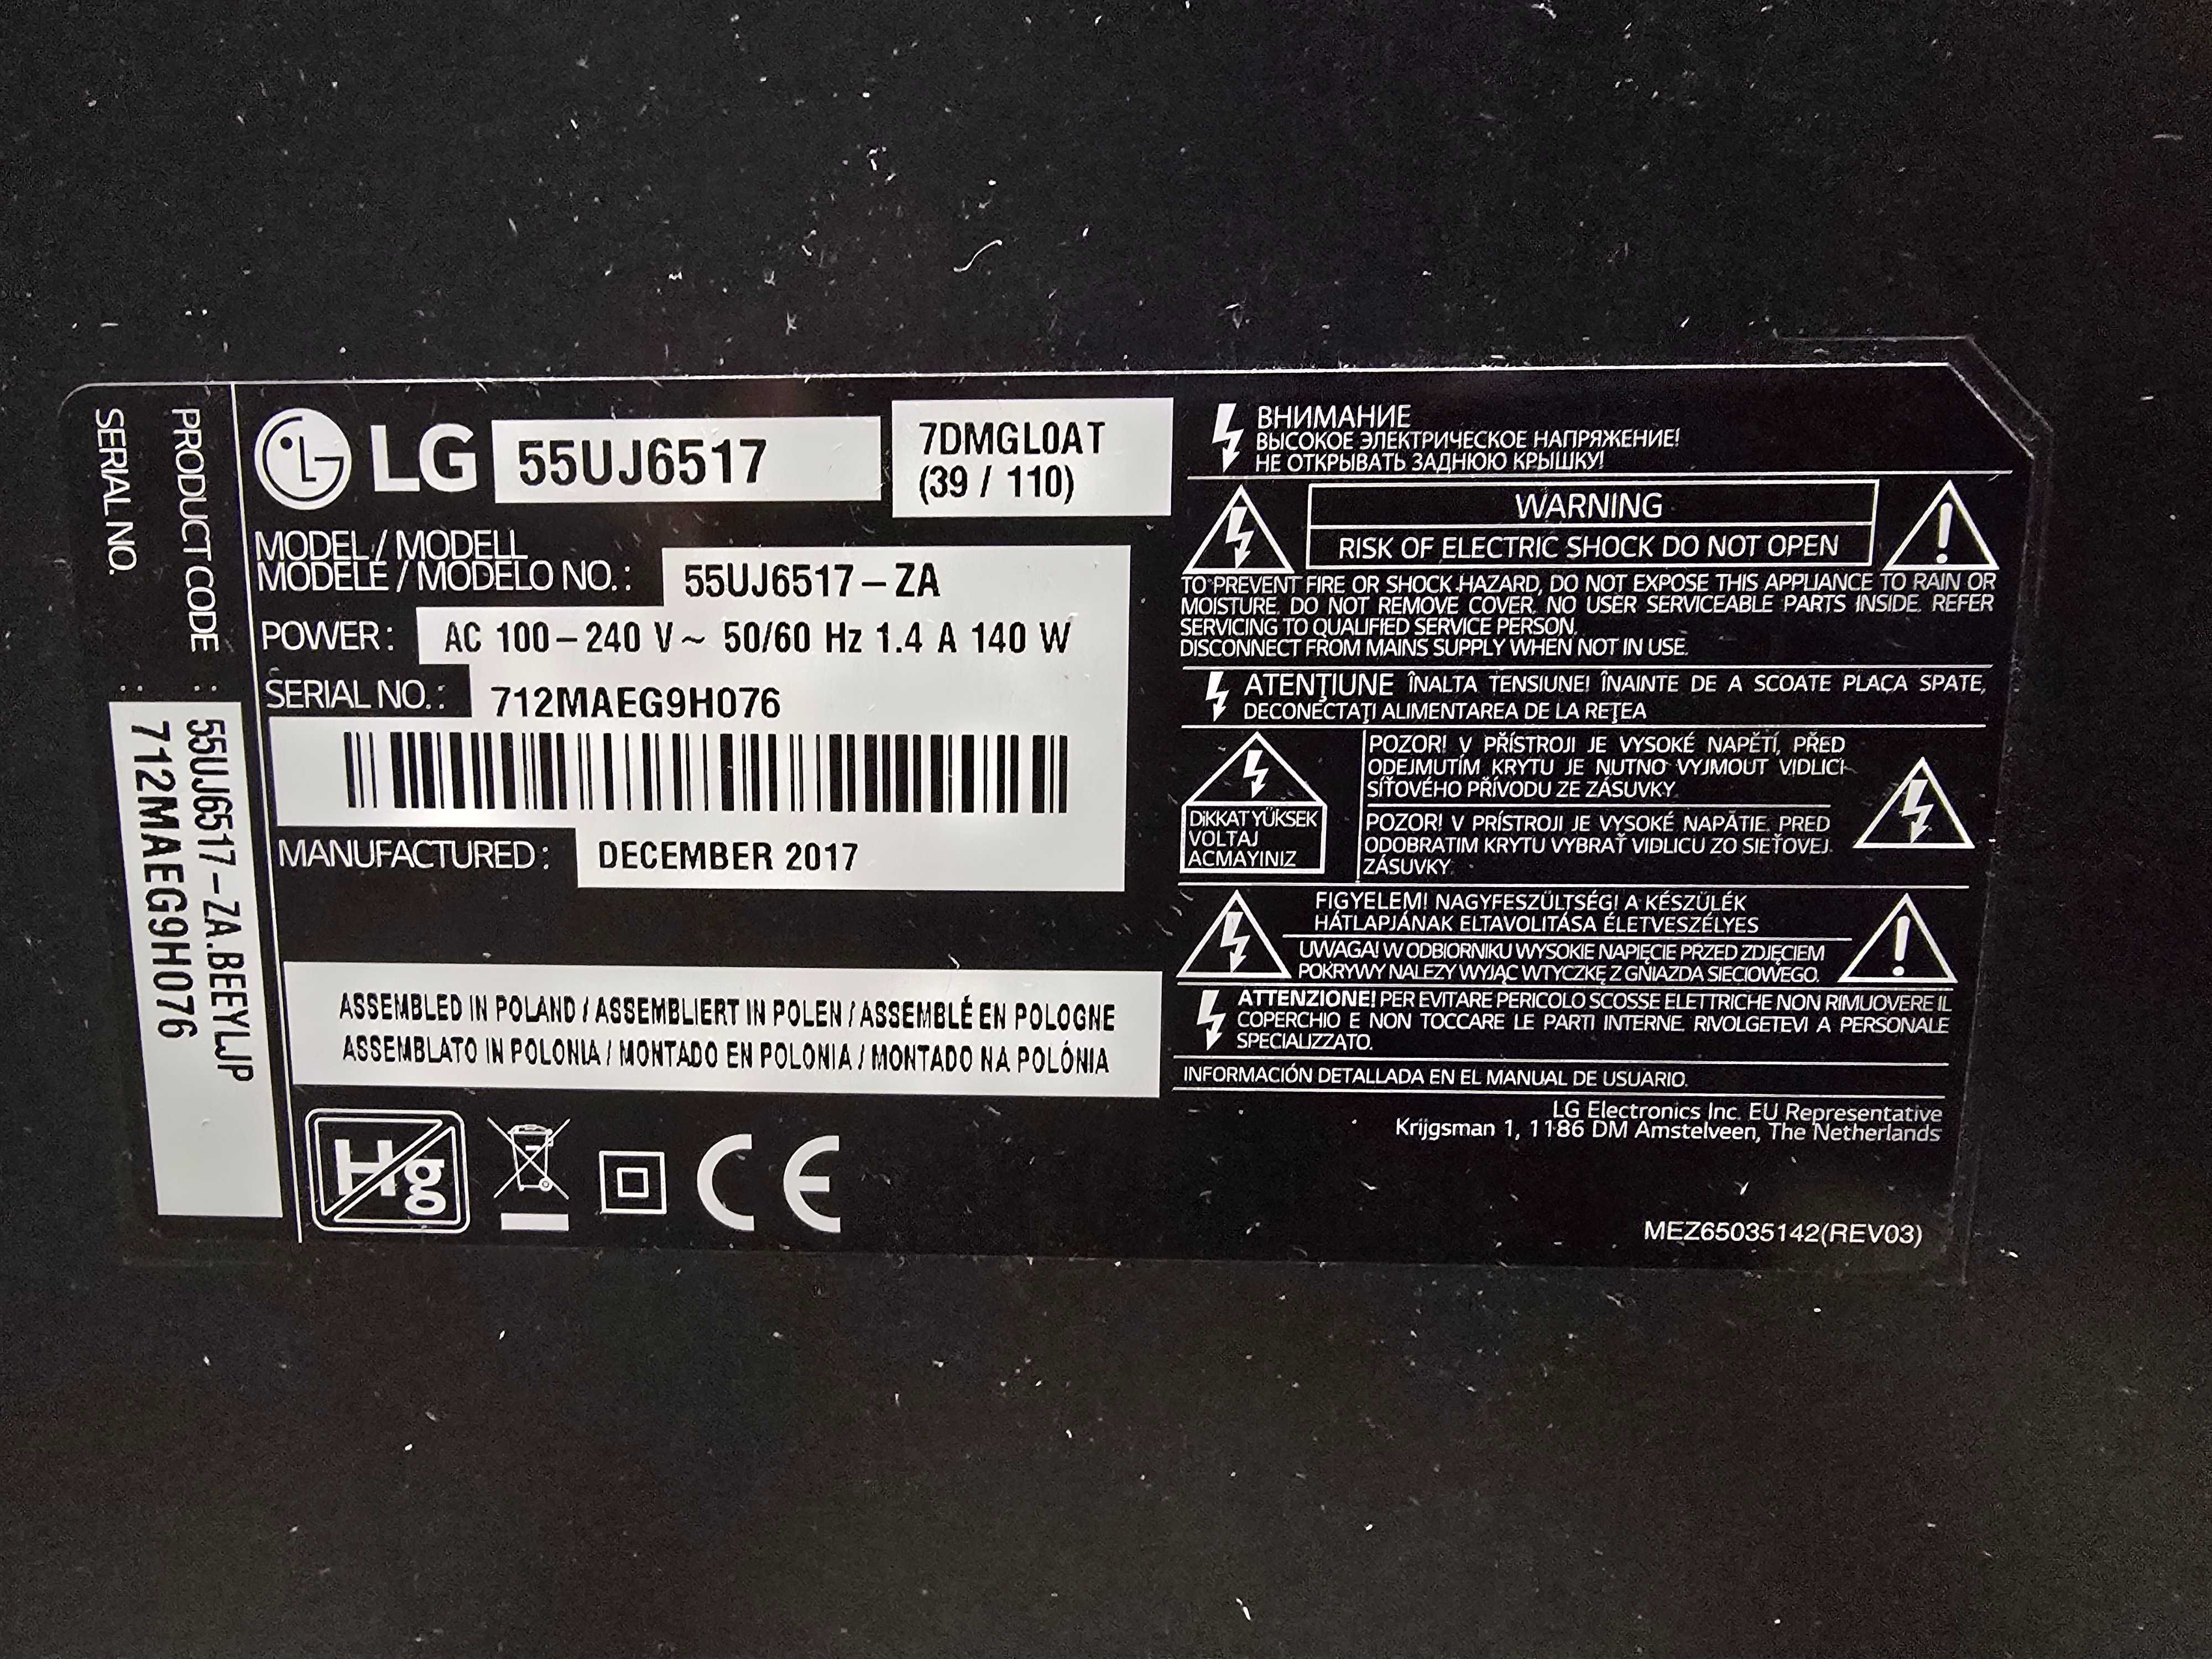 SERIAL NO. : 712MAEG9H076
PRODUCT CODE : 55UJ6517-ZA.BEEYLJP
LG 55UJ6517
7DMGL0AT
(39 / 110)
MODEL / MODELL
MODÈLE / MODELO NO. : 55UJ6517-ZA
POWER : AC 100-240 V~ 50/60 Hz 1.4 A 140 W
SERIAL NO. : 712MAEG9H076
MANUFACTURED : DECEMBER 2017
ASSEMBLED IN POLAND / ASSEMBLIERT IN POLEN / ASSEMBLÉ EN POLOGNE
ASSEMBLATO IN POLONIA / MONTADO EN POLONIA / MONTADO NA POLÓNIA
Hg
CE
ВНИМАНИЕ
ВЫСОКОЕ ЭЛЕКТРИЧЕСКОЕ НАПРЯЖЕНИЕ!
НЕ ОТКРЫВАТЬ ЗАДНЮЮ КРЫШКУ!
WARNING
RISK OF ELECTRIC SHOCK DO NOT OPEN
TO PREVENT FIRE OR SHOCK HAZARD, DO NOT EXPOSE THIS APPLIANCE TO RAIN OR
MOISTURE. DO NOT REMOVE COVER. NO USER SERVICEABLE PARTS INSIDE. REFER
SERVICING TO QUALIFIED SERVICE PERSON.
DISCONNECT FROM MAINS SUPPLY WHEN NOT IN USE.
ATENŢIUNE ÎNALTA TENSIUNE! ÎNAINTE DE A SCOATE PLACA SPATE,
DECONECTAŢI ALIMENTAREA DE LA REŢEA
DİKKAT YÜKSEK
VOLTAJ
ACMAYINIZ
POZOR! V PŘÍSTROJI JE VYSOKÉ NAPĚTÍ, PŘED
ODEJMUTÍM KRYTU JE NUTNO VYJMOUT VIDLICI
SÍŤOVÉHO PŘÍVODU ZE ZÁSUVKY.
POZOR! V PRÍSTROJI JE VYSOKÉ NAPÄTIE. PRED
ODOBRATIM KRYTU VYBRAŤ VIDLICU ZO SIEŤOVEJ
ZÁSUVKY.
FIGYELEM! NAGYFESZÜLTSÉG! A KÉSZÜLÉK
HÁTLAPJÁNAK ELTAVOLITÁSA ÉLETVESZÉLYES
UWAGA! W ODBIORNIKU WYSOKIE NAPIĘCIE PRZED ZDJĘCIEM
POKRYWY NALEZY WYJĄC WTYCZKĘ Z GNIAZDA SIECIOWEGO.
ATTENZIONE! PER EVITARE PERICOLO SCOSSE ELETTRICHE NON RIMUOVERE IL
COPERCHIO E NON TOCCARE LE PARTI INTERNE. RIVOLGETEVI A PERSONALE
SPECIALIZZATO.
INFORMACIÓN DETALLADA EN EL MANUAL DE USUARIO.
LG Electronics Inc. EU Representative
Krijgsman 1, 1186 DM Amstelveen, The Netherlands
MEZ65035142(REV03)